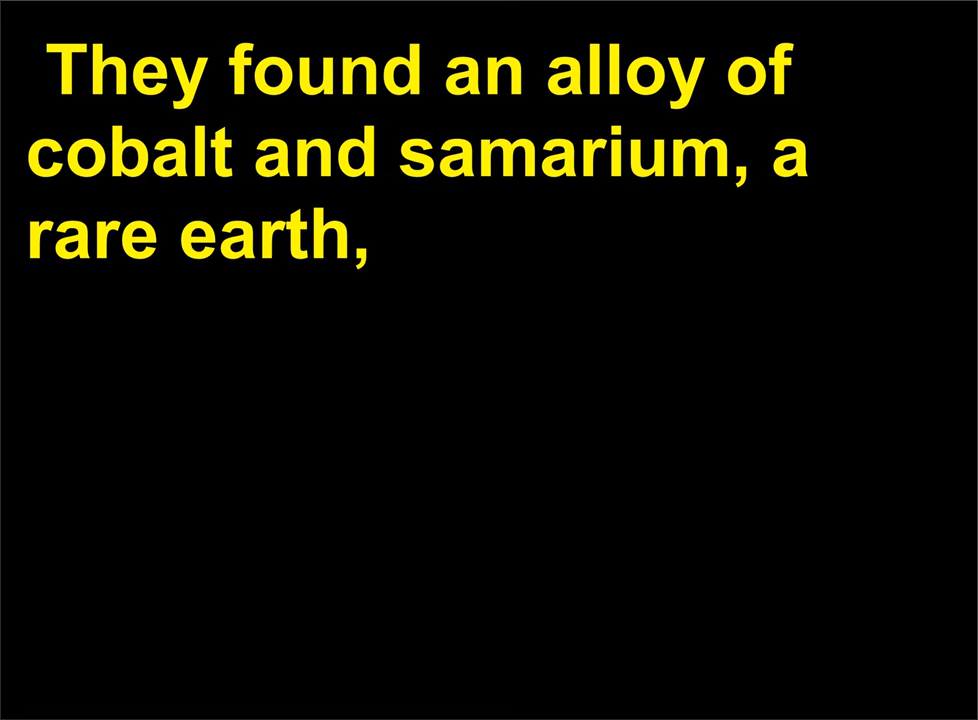 They found an alloy of
cobalt and samarium, a
rare earth,